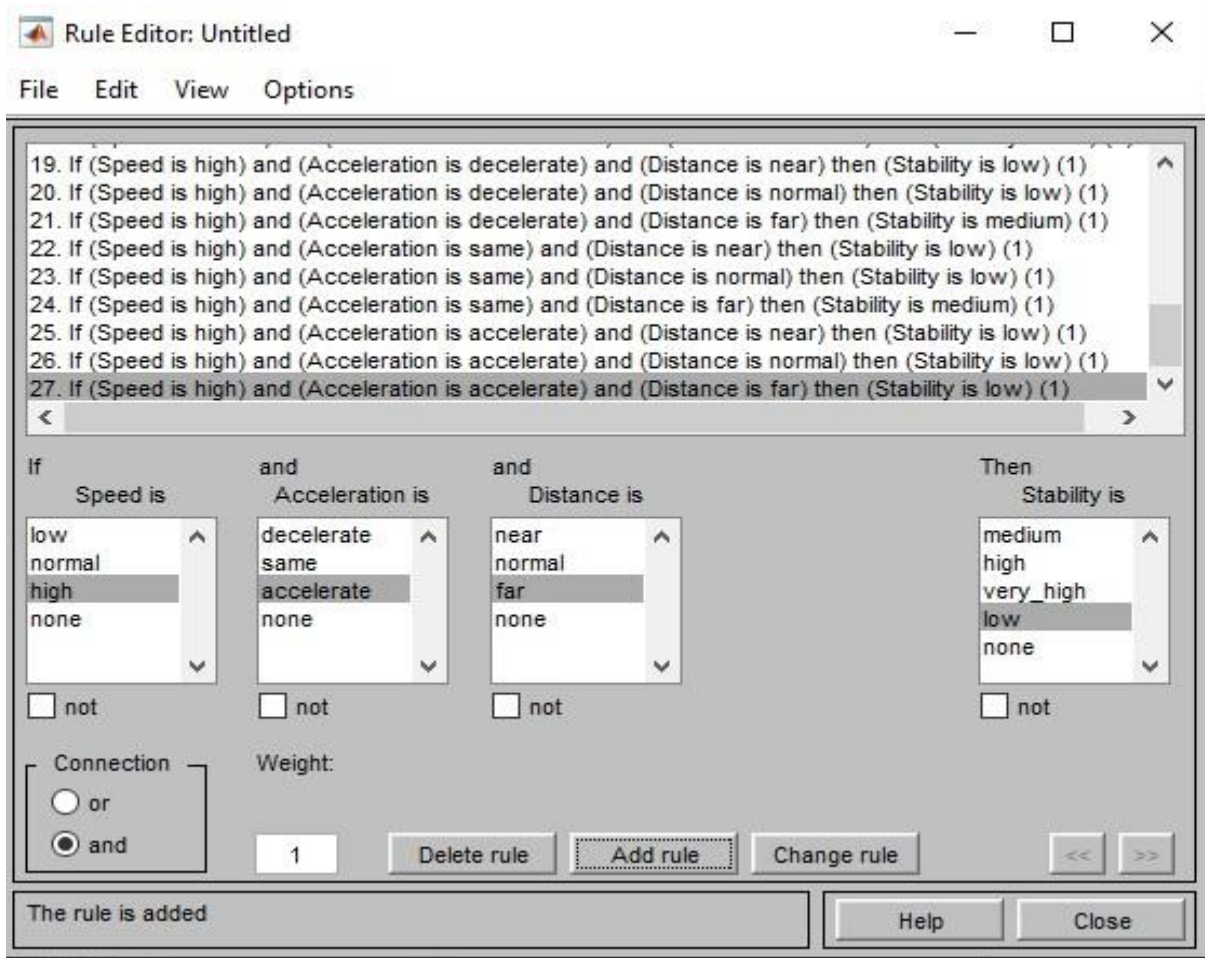 Rule Editor: Untitled
File Edit View Options
19. If (Speed is high) and (Acceleration is decelerate) and (Distance is near) then (Stability is low) (1)
20. If (Speed is high) and (Acceleration is decelerate) and (Distance is normal) then (Stability is low) (1)
21. If (Speed is high) and (Acceleration is decelerate) and (Distance is far) then (Stability is medium) (1)
22. If (Speed is high) and (Acceleration is same) and (Distance is near) then (Stability is low) (1)
23. If (Speed is high) and (Acceleration is same) and (Distance is normal) then (Stability is low) (1)
24. If (Speed is high) and (Acceleration is same) and (Distance is far) then (Stability is medium) (1)
25. If (Speed is high) and (Acceleration is accelerate) and (Distance is near) then (Stability is low) (1)
26. If (Speed is high) and (Acceleration is accelerate) and (Distance is normal) then (Stability is low) (1)
27. If (Speed is high) and (Acceleration is accelerate) and (Distance is far) then (Stability is low) (1)
If and and Then
Speed is Acceleration is Distance is Stability is
low decelerate near medium
normal same normal high
high accelerate far very_high
none none none low
none
not not not not
Connection Weight:
or
and 1 Delete rule Add rule Change rule << >>
The rule is added Help Close